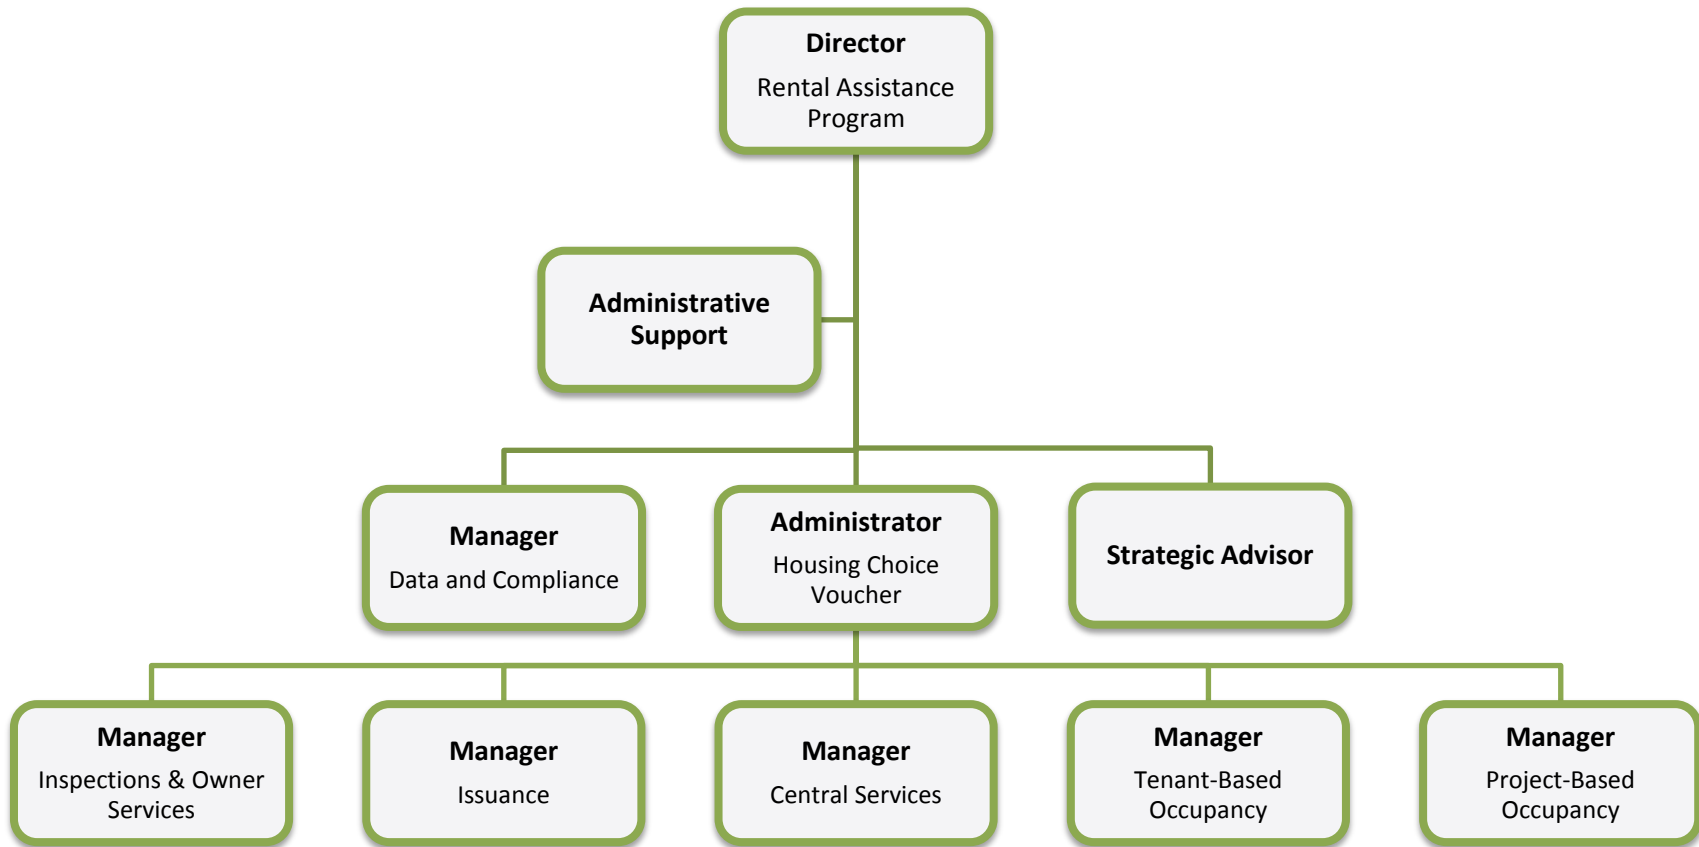 Director
Rental Assistance
Program
Administrative
Support
Manager
Data and Compliance
Administrator
Housing Choice
Voucher
Strategic Advisor
Manager
Inspections & Owner
Services
Manager
Issuance
Manager
Central Services
Manager
Tenant-Based
Occupancy
Manager
Project-Based
Occupancy